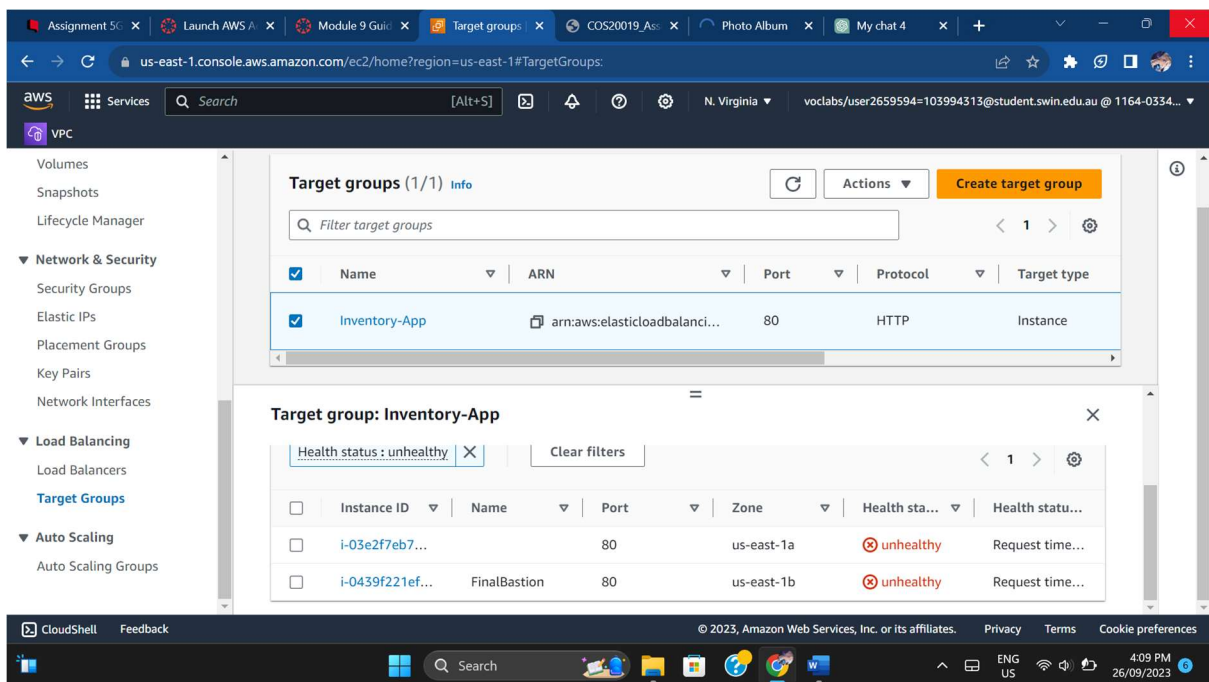 Assignment 5G Launch AWS A Module 9 Guid Target groups COS20019_Ass Photo Album My chat 4
us-east-1.console.aws.amazon.com/ec2/home?region=us-east-1#TargetGroups:
aws Services Search [Alt+S] N. Virginia ▼ voclabs/user2659594=103994313@student.swin.edu.au @ 1164-0334... ▼
VPC
Volumes
Snapshots
Lifecycle Manager
Network & Security
Security Groups
Elastic IPs
Placement Groups
Key Pairs
Network Interfaces
Load Balancing
Load Balancers
Target Groups
Auto Scaling
Auto Scaling Groups
Target groups (1/1) Info Actions ▼ Create target group
Filter target groups 1
Name ARN Port Protocol Target type
Inventory-App arn:aws:elasticloadbalanci... 80 HTTP Instance
Target group: Inventory-App
Health status : unhealthy Clear filters 1
Instance ID Name Port Zone Health sta... Health statu...
i-03e2f7eb7... 80 us-east-1a unhealthy Request time...
i-0439f221ef... FinalBastion 80 us-east-1b unhealthy Request time...
CloudShell Feedback © 2023, Amazon Web Services, Inc. or its affiliates. Privacy Terms Cookie preferences
Search ENG 4:09 PM
US 26/09/2023 6